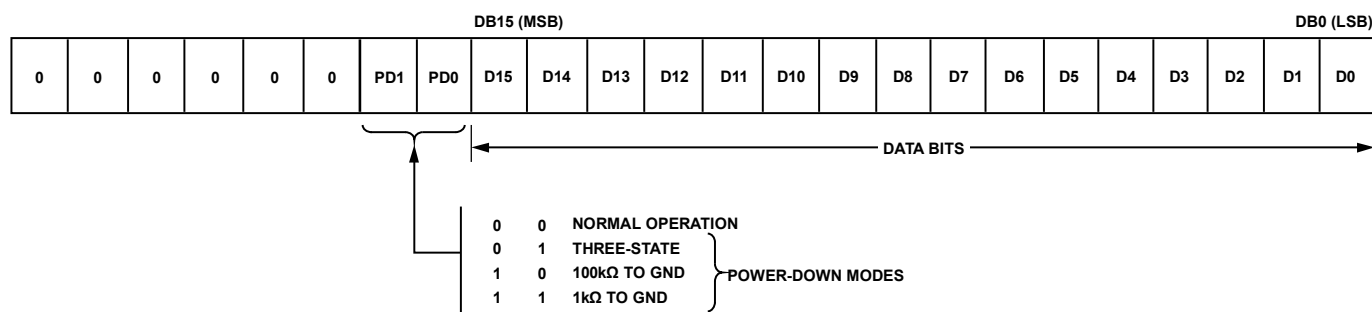 DB15 (MSB) DB0 (LSB)
0 0 0 0 0 0 PD1 PD0 D15 D14 D13 D12 D11 D10 D9 D8 D7 D6 D5 D4 D3 D2 D1 D0
DATA BITS
0 0 NORMAL OPERATION
0 1 THREE-STATE
1 0 100kΩ TO GND
POWER-DOWN MODES
1 1 1kΩ TO GND